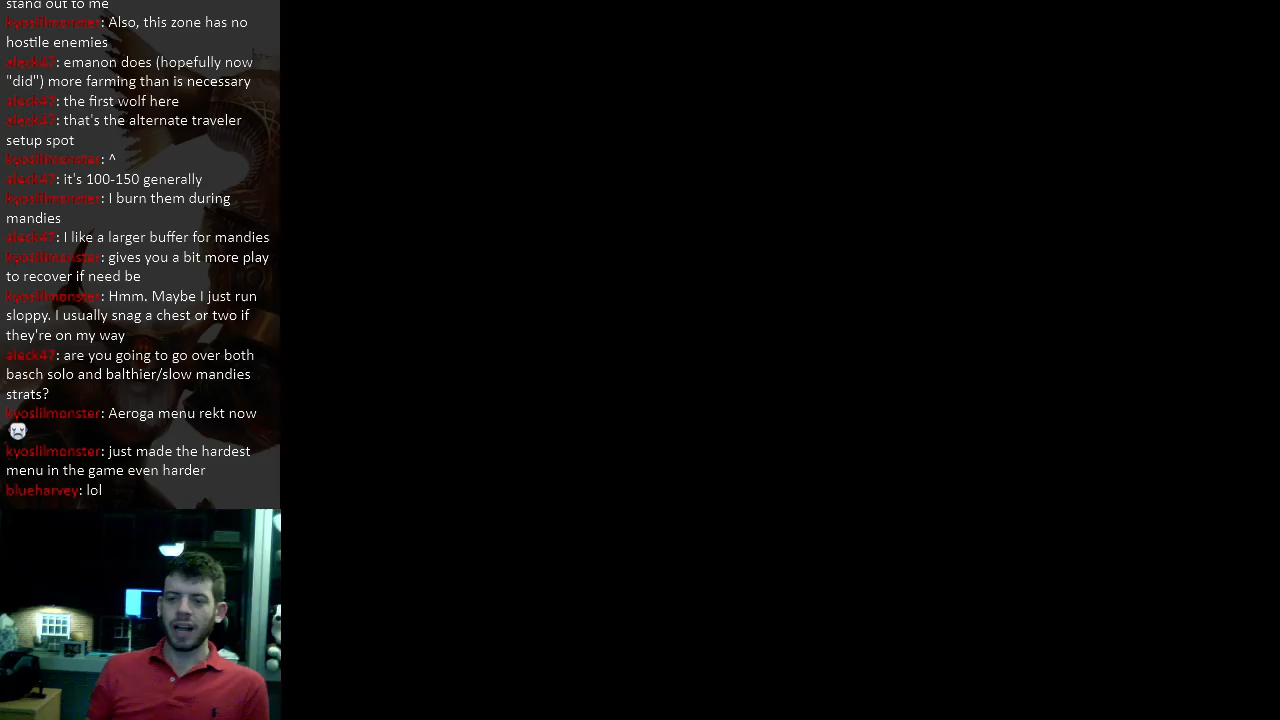 stand out to me
kyoslilmonster: Also, this zone has no
hostile enemies
aleck47: emanon does (hopefully now
"did") more farming than is necessary
aleck47: the first wolf here
aleck47: that's the alternate traveler
setup spot
kyoslilmonster: ^
aleck47: it's 100-150 generally
kyoslilmonster: I burn them during
mandies
aleck47: I like a larger buffer for mandies
kyoslilmonster: gives you a bit more play
to recover if need be
kyoslilmonster: Hmm. Maybe I just run
sloppy. I usually snag a chest or two if
they're on my way
aleck47: are you going to go over both
basch solo and balthier/slow mandies
strats?
kyoslilmonster: Aeroga menu rekt now
kyoslilmonster: just made the hardest
menu in the game even harder
blueharvey: lol